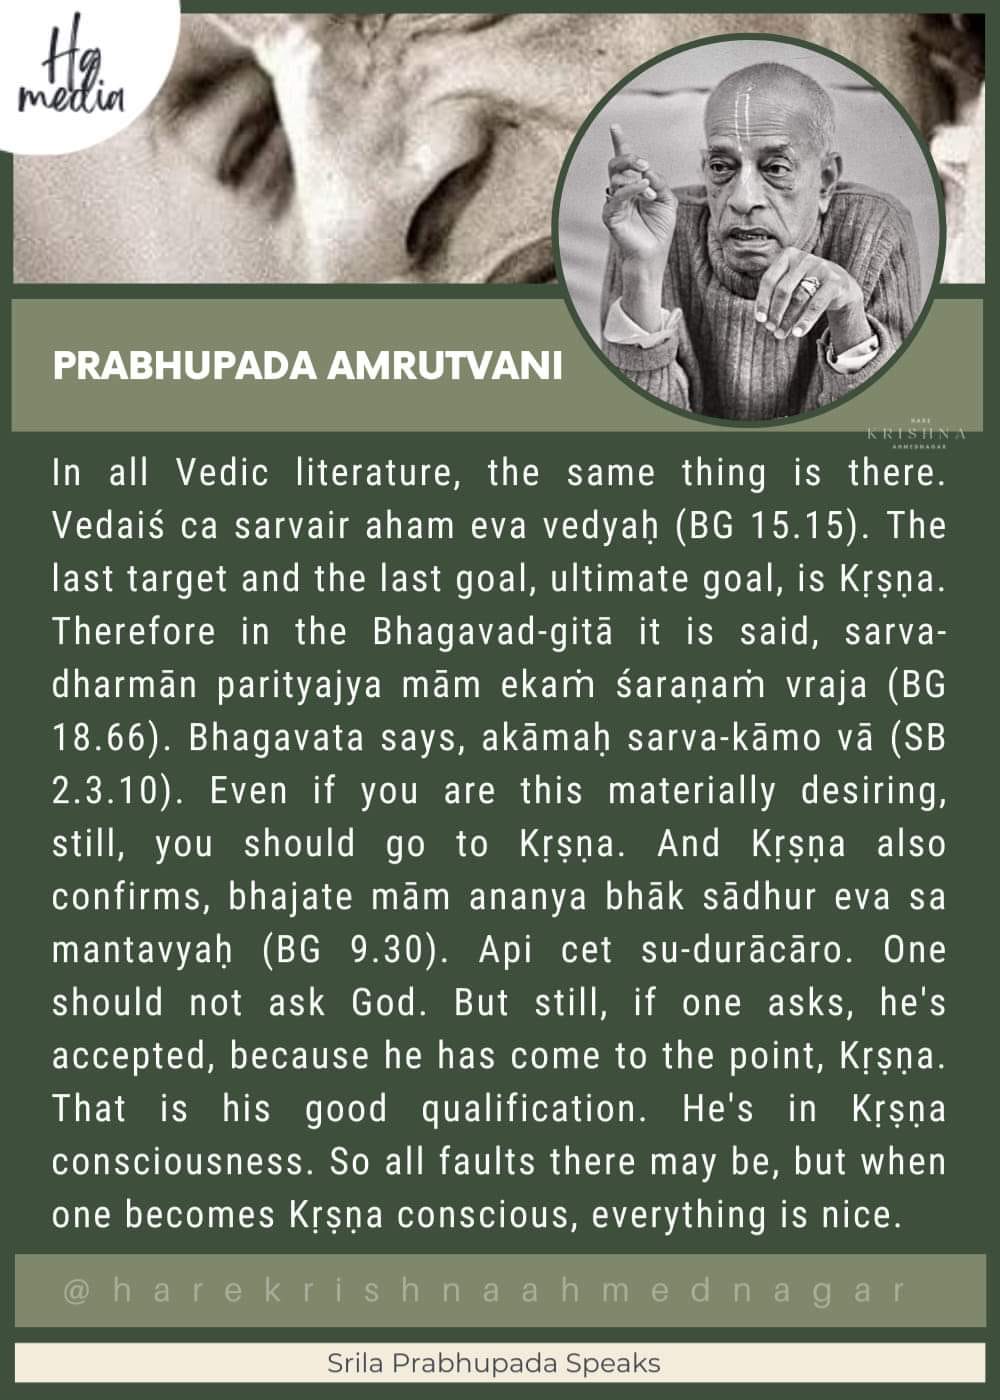 Hg
media
PRABHUPADA AMRUTVANI
HARE
KRISHNA
AHMEDNAGAR
In all Vedic literature, the same thing is there.
Vedaiś ca sarvair aham eva vedyaḥ (BG 15.15). The
last target and the last goal, ultimate goal, is Kṛṣṇa.
Therefore in the Bhagavad-gitā it is said, sarva-
dharmān parityajya mām ekaṁ śaraṇaṁ vraja (BG
18.66). Bhagavata says, akāmaḥ sarva-kāmo vā (SB
2.3.10). Even if you are this materially desiring,
still, you should go to Kṛṣṇa. And Kṛṣṇa also
confirms, bhajate mām ananya bhāk sādhur eva sa
mantavyaḥ (BG 9.30). Api cet su-durācāro. One
should not ask God. But still, if one asks, he's
accepted, because he has come to the point, Kṛṣṇa.
That is his good qualification. He's in Kṛṣṇa
consciousness. So all faults there may be, but when
one becomes Kṛṣṇa conscious, everything is nice.
@harekrishnaahmednagar
Srila Prabhupada Speaks